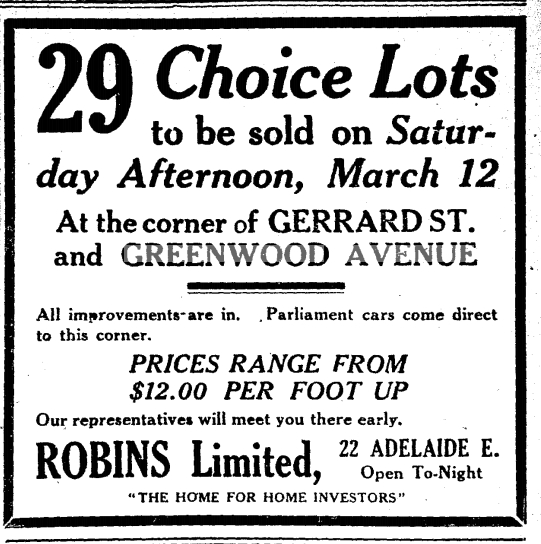 29 Choice Lots
to be sold on Satur-
day Afternoon, March 12
At the corner of GERRARD ST.
and GREENWOOD AVENUE
All improvements are in. Parliament cars come direct
to this corner.
PRICES RANGE FROM
$12.00 PER FOOT UP
Our representatives will meet you there early.
ROBINS Limited, 22 ADELAIDE E.
Open To-Night
"THE HOME FOR HOME INVESTORS"